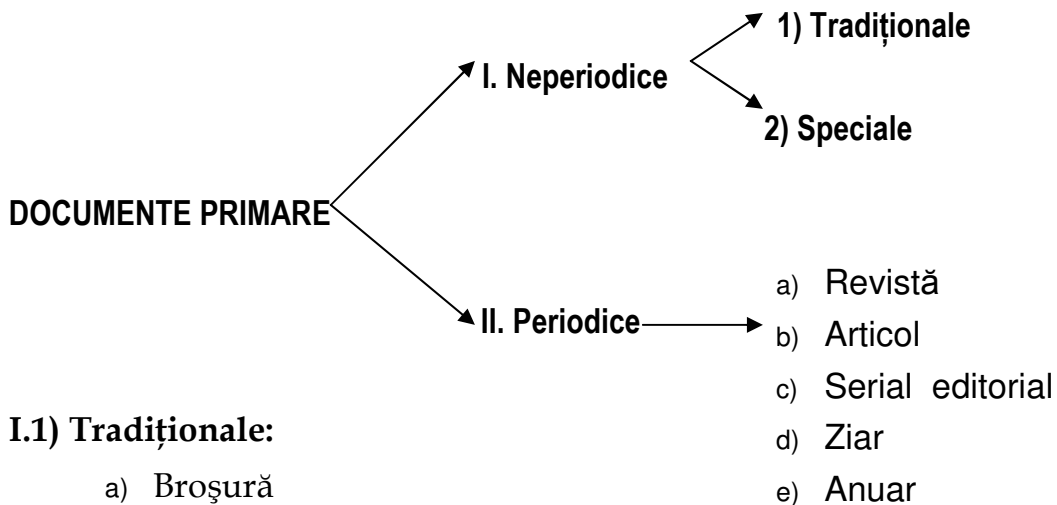 1) Tradiționale
I. Neperiodice
2) Speciale
DOCUMENTE PRIMARE
II. Periodice
a) Revistă
b) Articol
c) Serial editorial
d) Ziar
e) Anuar
I.1) Tradiționale:
a) Broşură